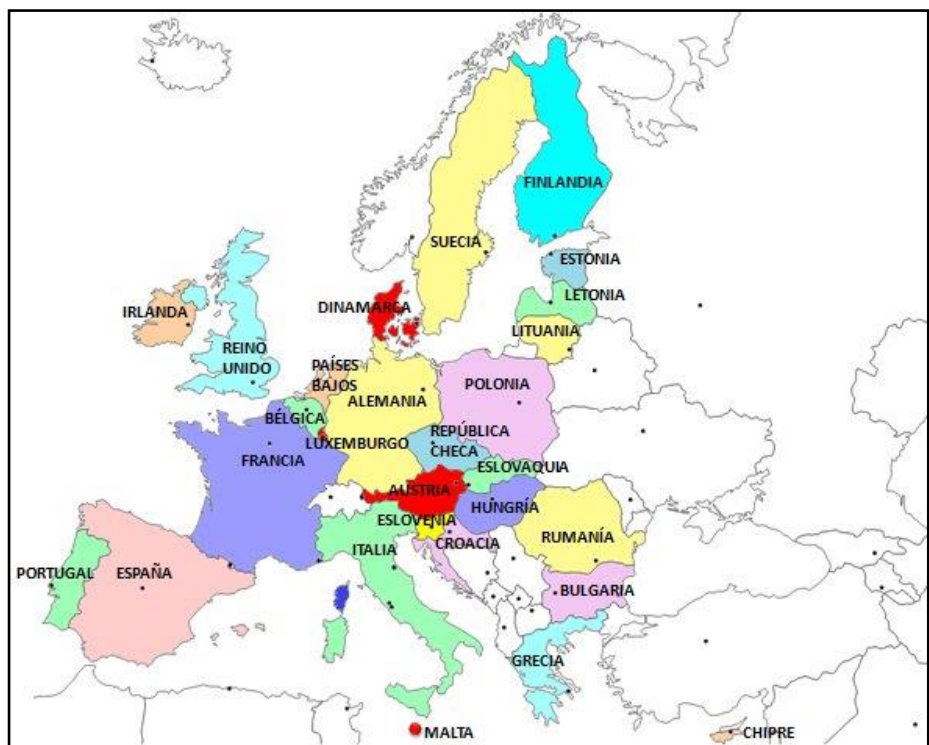 FINLANDIA
SUECIA
ESTONIA
LETONIA
DINAMARCA
IRLANDA
LITUANIA
REINO
UNIDO
PAÍSES
BAJOS
POLONIA
ALEMANIA
BÉLGICA
REPÚBLICA
CHECA
LUXEMBURGO
FRANCIA
ESLOVAQUIA
AUSTRIA
HUNGRÍA
ESLOVENIA
RUMANÍA
CROACIA
ITALIA
PORTUGAL
ESPAÑA
BULGARIA
GRECIA
MALTA
CHIPRE